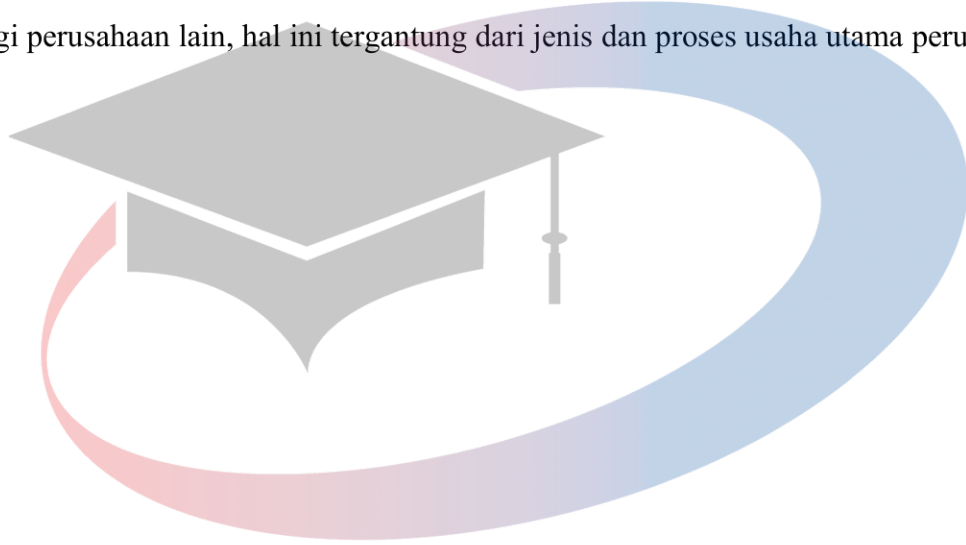 gi perusahaan lain, hal ini tergantung dari jenis dan proses usaha utama peru